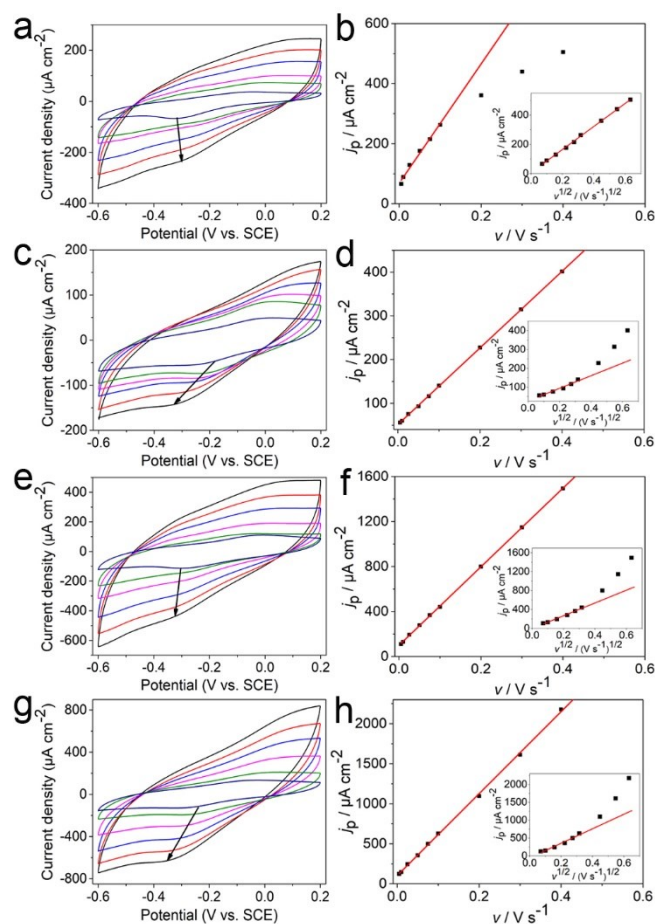 a
Current density (µA cm⁻²)
200
100
0
-100
-200
-300
-400
-0.6 -0.4 -0.2 0.0 0.2
Potential (V vs. SCE)
b
jp / µA cm⁻²
600
400
200
0
0.0 0.2 0.4 0.6
v / V s⁻¹
jp / µA cm⁻²
500
400
300
200
100
0
0.0 0.2 0.4 0.6
v^1/2 / (V s⁻¹)^1/2
c
Current density (µA cm⁻²)
200
100
0
-100
-200
-0.6 -0.4 -0.2 0.0 0.2
Potential (V vs. SCE)
d
jp / µA cm⁻²
400
300
200
100
0.0 0.2 0.4 0.6
v / V s⁻¹
jp / µA cm⁻²
400
300
200
100
0.0 0.2 0.4 0.6
v^1/2 / (V s⁻¹)^1/2
e
Current density (µA cm⁻²)
400
200
0
-200
-400
-600
-0.6 -0.4 -0.2 0.0 0.2
Potential (V vs. SCE)
f
jp / µA cm⁻²
1600
1200
800
400
0
0.0 0.2 0.4 0.6
v / V s⁻¹
jp / µA cm⁻²
1600
1200
800
400
0
0.0 0.2 0.4 0.6
v^1/2 / (V s⁻¹)^1/2
g
Current density (µA cm⁻²)
800
400
0
-400
-800
-0.6 -0.4 -0.2 0.0 0.2
Potential (V vs. SCE)
h
jp / µA cm⁻²
2000
1500
1000
500
0
0.0 0.2 0.4 0.6
v / V s⁻¹
jp / µA cm⁻²
2000
1500
1000
500
0
0.0 0.2 0.4 0.6
v^1/2 / (V s⁻¹)^1/2